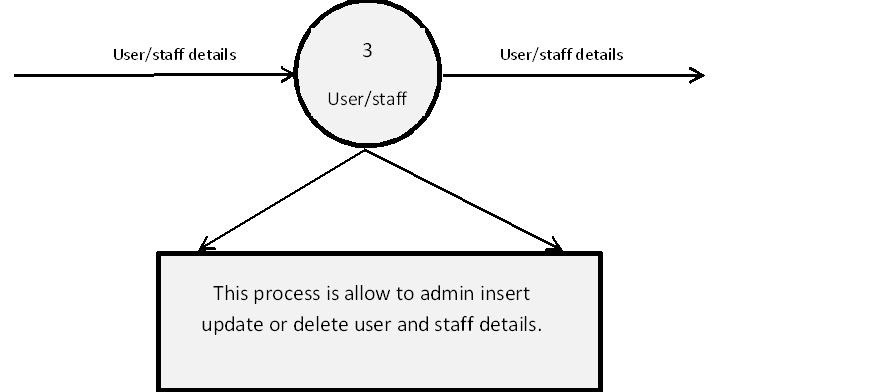 User/staff details
3
User/staff details
User/staff
This process is allow to admin insert
update or delete user and staff details.